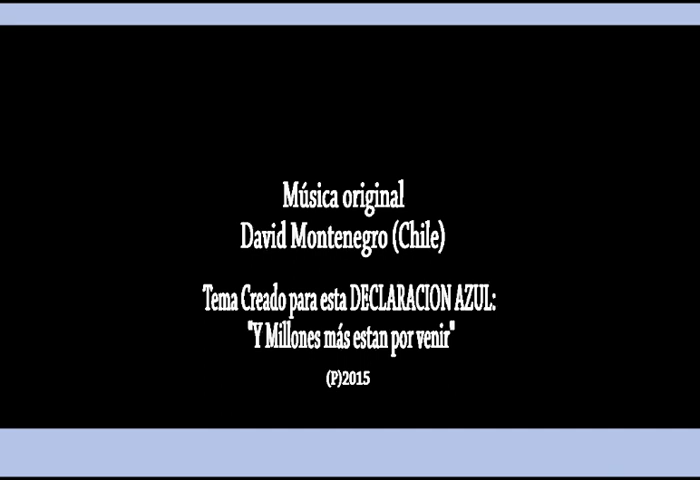 Música original
David Montenegro (Chile)
Tema Creado para esta DECLARACION AZUL:
"Y Millones más estan por venir"
(P)2015